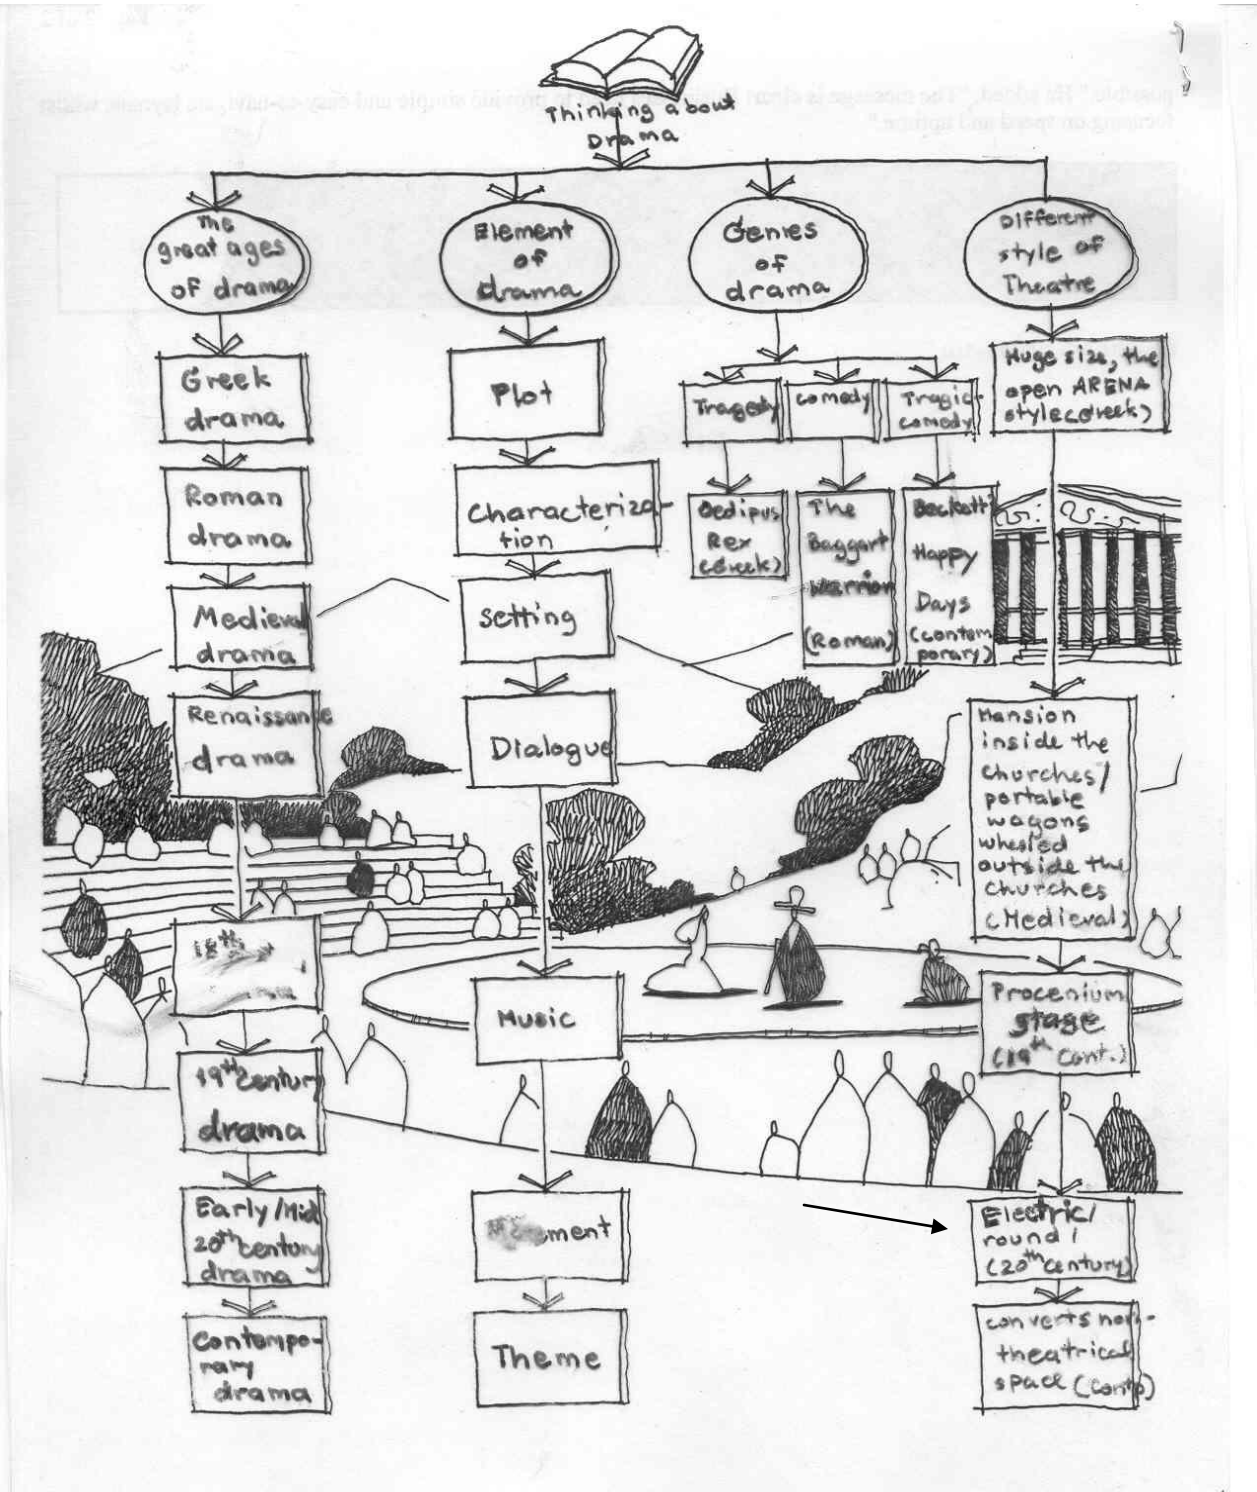 Thinking about
Drama
The
great ages
of drama
Element
of
drama
Genres
of
drama
Different
style of
Theatre
Greek
drama
Roman
drama
Medieval
drama
Renaissance
drama
18th
19th century
drama
Early/Mid
20th century
drama
Contempo-
rary
drama
Plot
Characteriza-
tion
Setting
Dialogue
Music
ment
Theme
Tragedy
comedy
Tragic-
comedy
Oedipus
Rex
(Greek)
The
Baggart
Warrion
(Roman)
Beckett's
Happy
Days
(contem
porary)
Huge size, the
open ARENA
style(Greek)
Mansion
inside the
churches/
portable
wagons
wheeled
outside the
churches
(Medieval)
Procenium
stage
(19th Cent.)
Electric/
round /
(20th century)
converts non-
theatrical
space (conto)